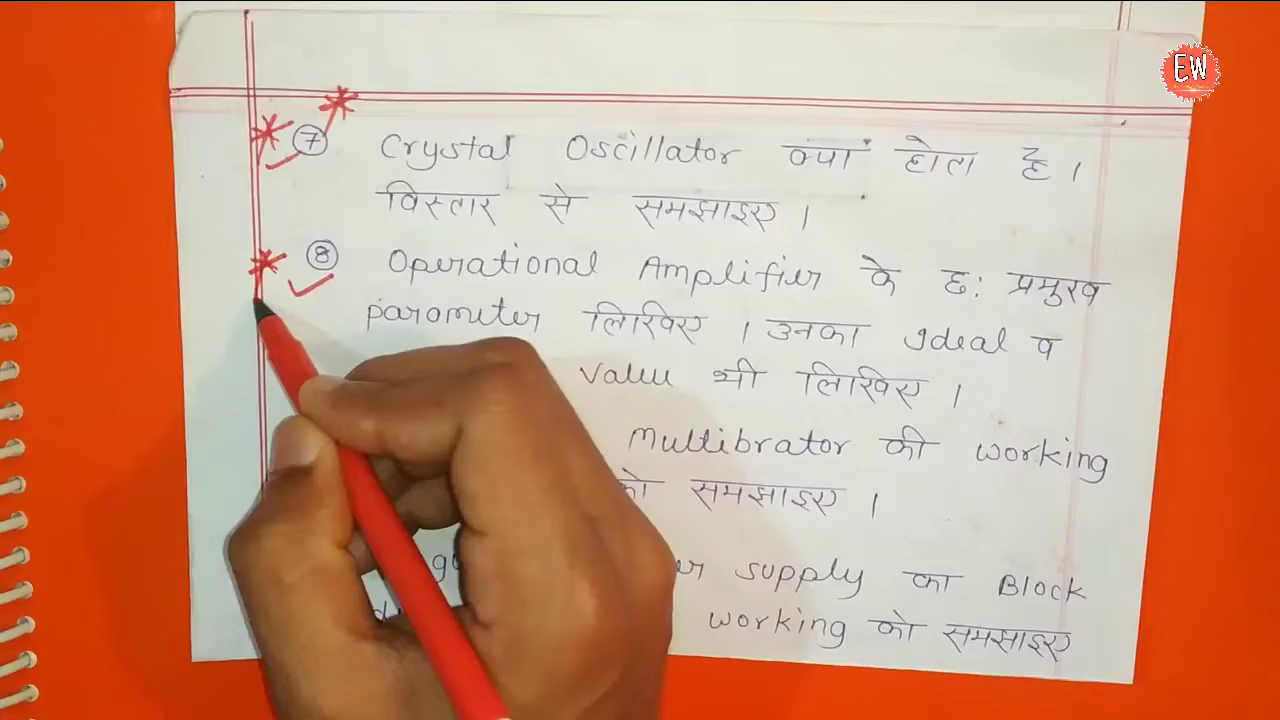 EW
7 Crystal Oscillator क्या होता है ।
विस्तार से समझाइए ।
8 Operational Amplifier के छः प्रमुख
parameter लिखिए । उनका Ideal व
Value भी लिखिए ।
Multibrator की working
को समझाइए ।
supply का Block
working को समझाइए